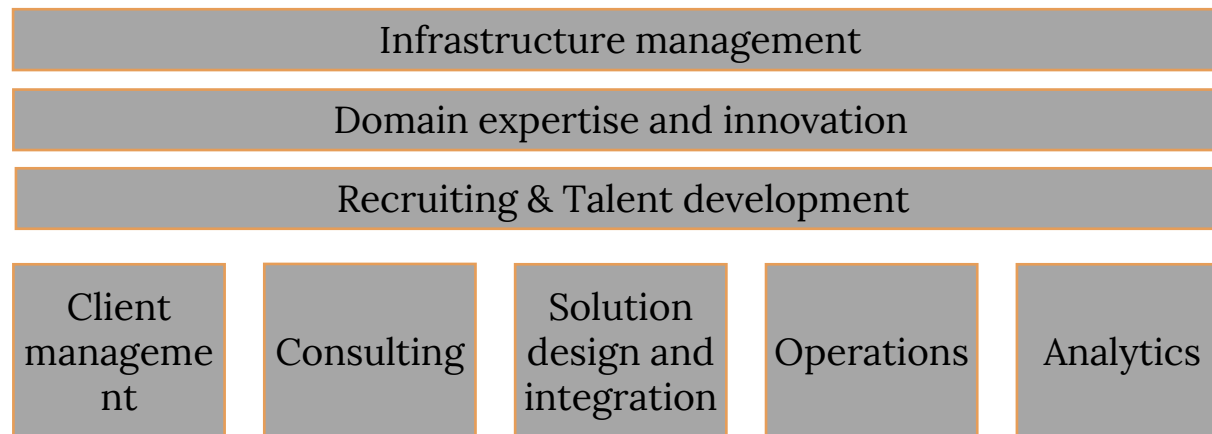 Infrastructure management
Domain expertise and innovation
Recruiting & Talent development
Client
manageme
nt
Consulting
Solution
design and
integration
Operations
Analytics